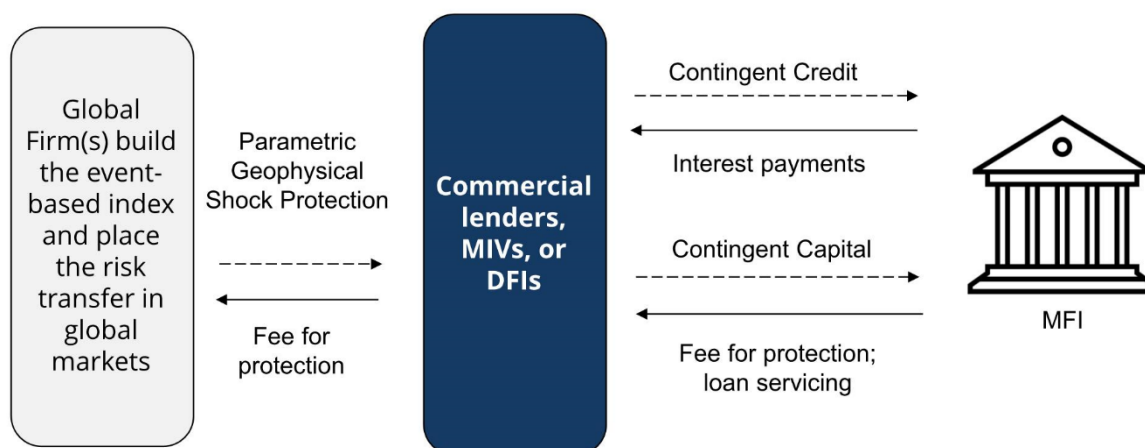 Global
Firm(s) build
the event-
based index
and place
the risk
transfer in
global
markets
Parametric
Geophysical
Shock Protection
Fee for
protection
Commercial
lenders,
MIVs, or
DFIs
Contingent Credit
Interest payments
Contingent Capital
Fee for protection;
loan servicing
MFI